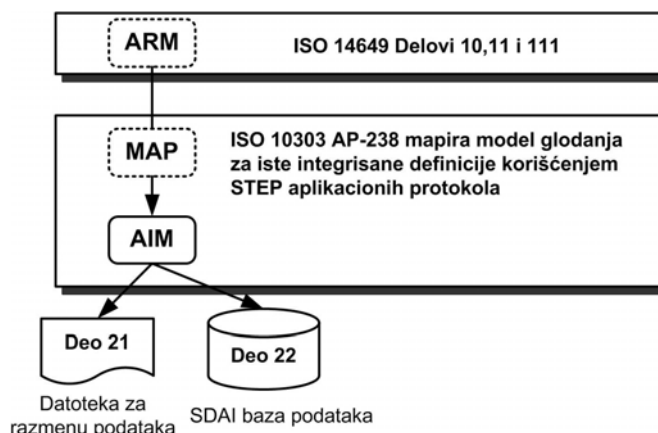 ARM
ISO 14649 Delovi 10,11 i 111
MAP
ISO 10303 AP-238 mapira model glodanja
za iste integrisane definicije korišćenjem
STEP aplikacionih protokola
AIM
Deo 21
Deo 22
Datoteka za
razmenu podataka
SDAI baza podataka